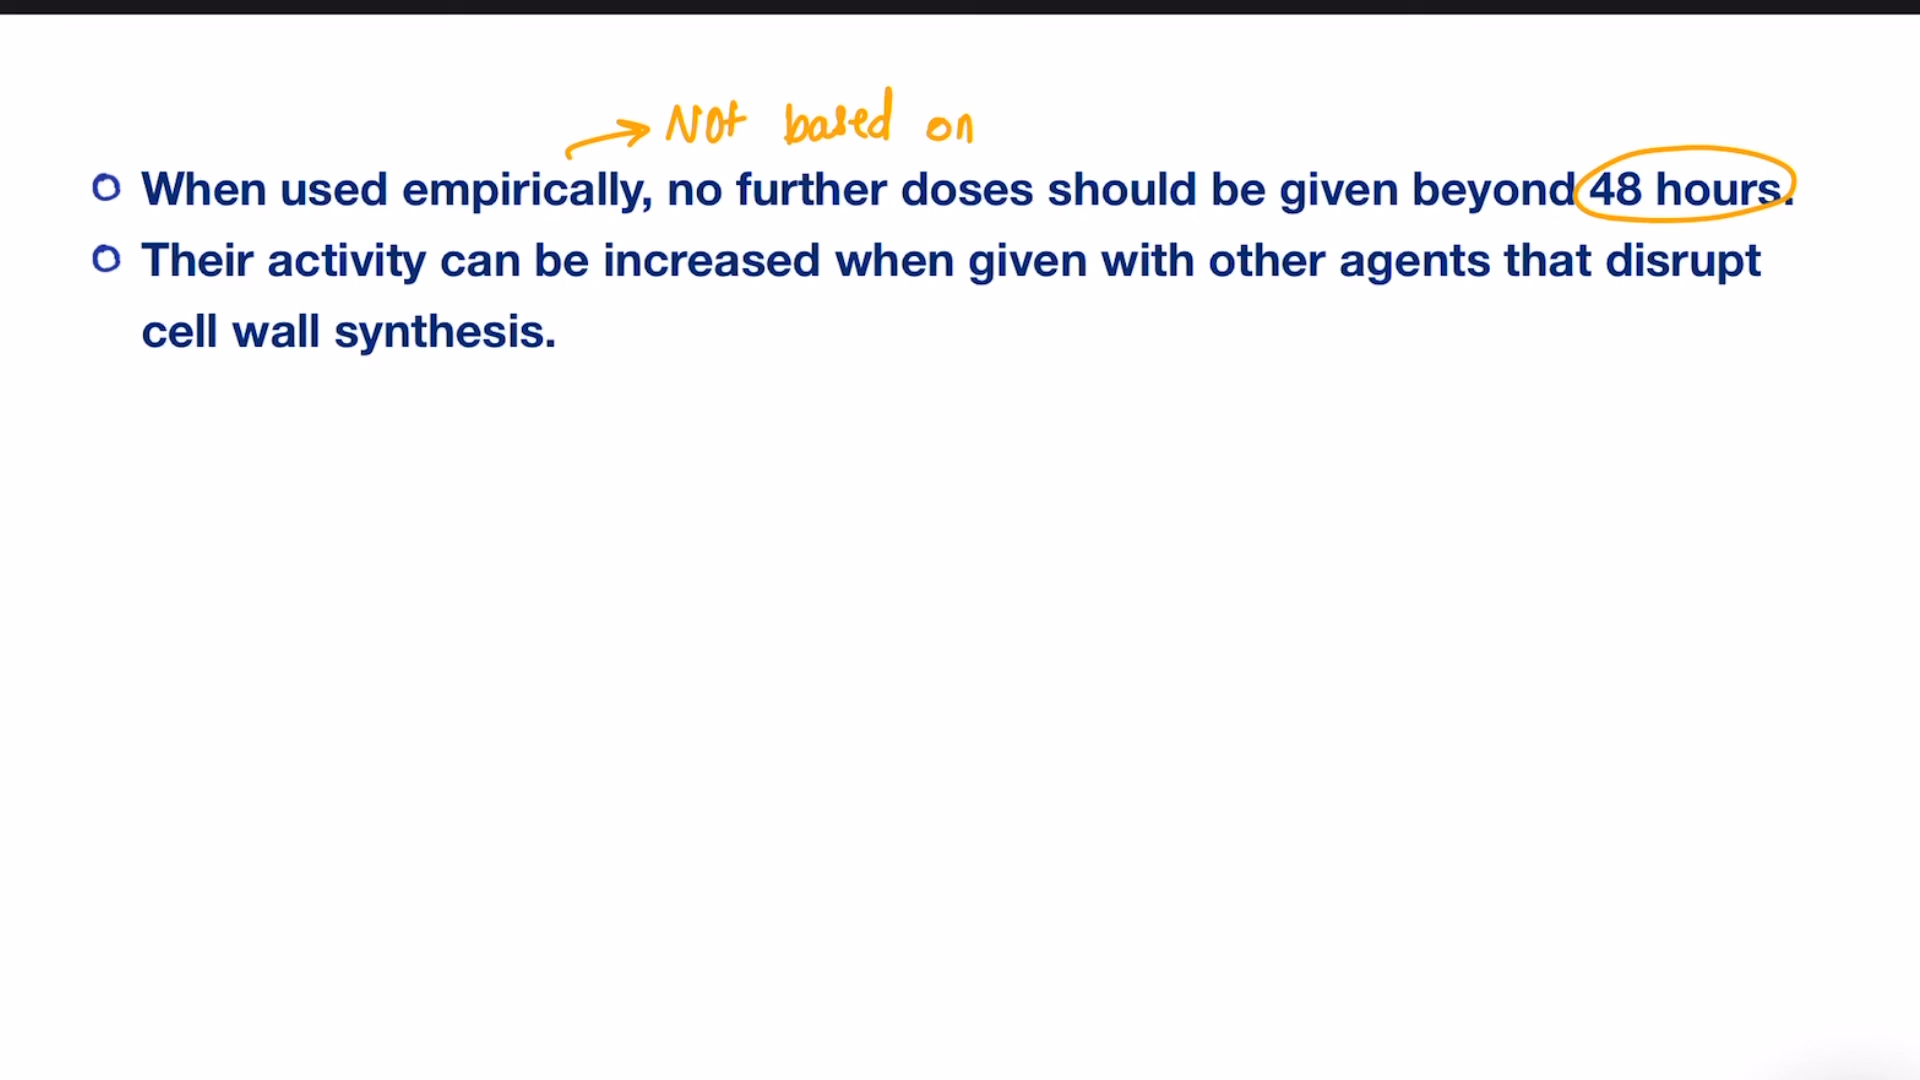 Not based on
When used empirically, no further doses should be given beyond 48 hours.
Their activity can be increased when given with other agents that disrupt
cell wall synthesis.